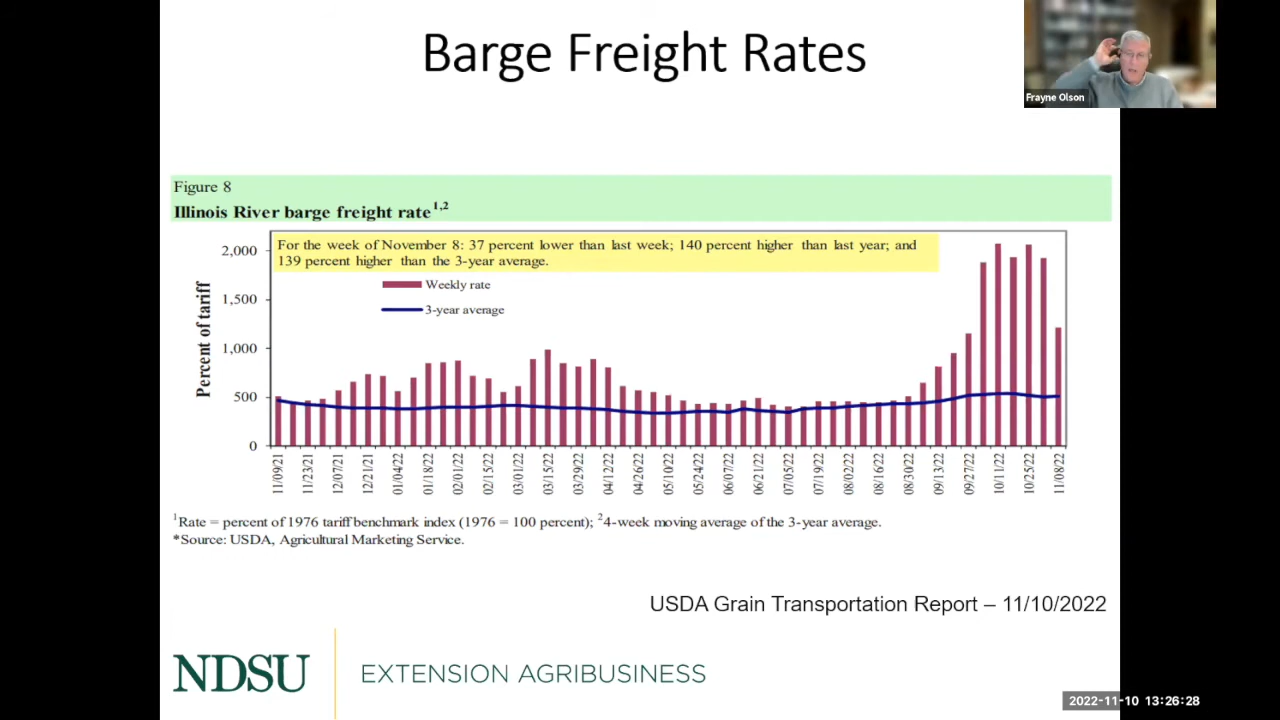 Barge Freight Rates
Frayne Olson
Figure 8
Illinois River barge freight rate1,2
For the week of November 8: 37 percent lower than last week; 140 percent higher than last year; and
139 percent higher than the 3-year average.
Weekly rate
3-year average
Percent of tariff
2,000
1,500
1,000
500
0
11/09/21
11/23/21
12/07/21
12/21/21
01/04/22
01/18/22
02/01/22
02/15/22
03/01/22
03/15/22
03/29/22
04/12/22
04/26/22
05/10/22
05/24/22
06/07/22
06/21/22
07/05/22
07/19/22
08/02/22
08/16/22
08/30/22
09/13/22
09/27/22
10/11/22
10/25/22
11/08/22
1Rate = percent of 1976 tariff benchmark index (1976 = 100 percent); 24-week moving average of the 3-year average.
*Source: USDA, Agricultural Marketing Service.
USDA Grain Transportation Report – 11/10/2022
NDSU EXTENSION AGRIBUSINESS
2022-11-10 13:26:28